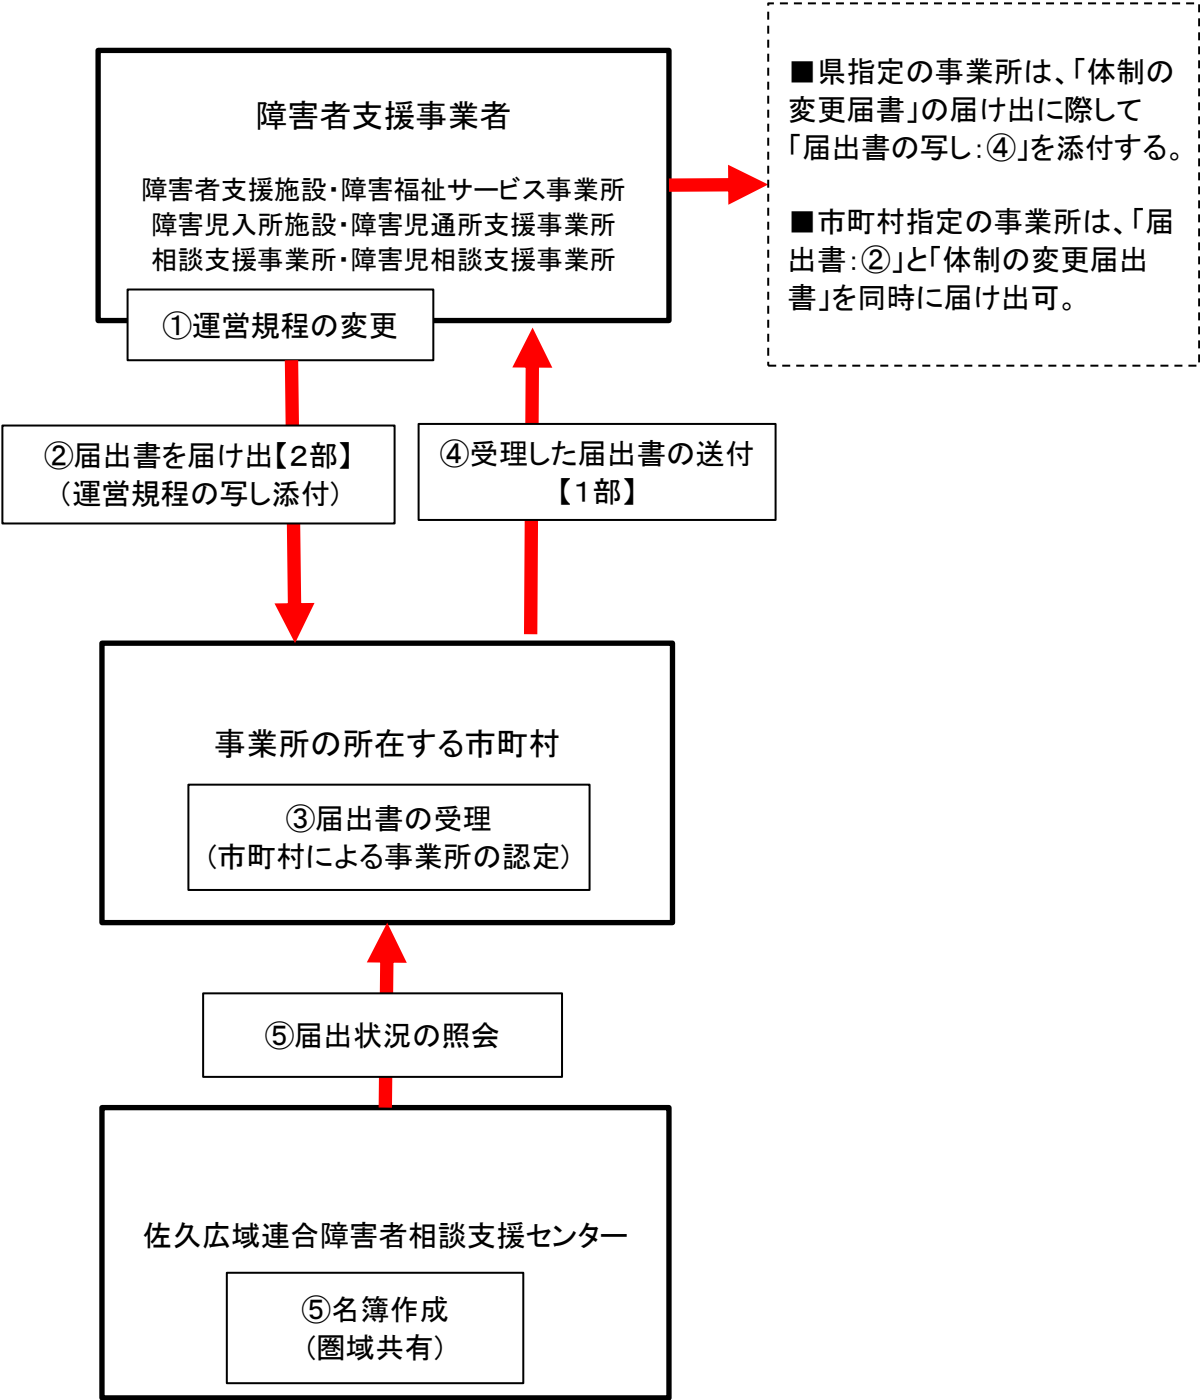 障害者支援事業者
障害者支援施設・障害福祉サービス事業所
障害児入所施設・障害児通所支援事業所
相談支援事業所・障害児相談支援事業所
①運営規程の変更
■県指定の事業所は、「体制の
変更届書」の届け出に際して
「届出書の写し：④」を添付する。
■市町村指定の事業所は、「届
出書：②」と「体制の変更届出
書」を同時に届け出可。
②届出書を届け出【２部】
（運営規程の写し添付）
④受理した届出書の送付
【１部】
事業所の所在する市町村
③届出書の受理
（市町村による事業所の認定）
⑤届出状況の照会
佐久広域連合障害者相談支援センター
⑤名簿作成
（圏域共有）